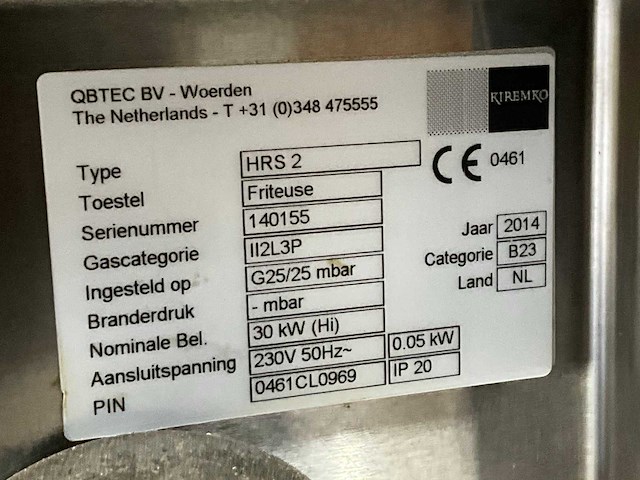 QBTEC BV - Woerden
The Netherlands - T +31 (0)348 475555
KIREMKO
CE 0461
Type HRS 2
Toestel Friteuse
Serienummer 140155
Gascategorie II2L3P
Ingesteld op G25/25 mbar
Branderdruk - mbar
Nominale Bel. 30 kW (Hi)
Aansluitspanning 230V 50Hz~ 0.05 kW
PIN 0461CL0969 IP 20
Jaar 2014
Categorie B23
Land NL